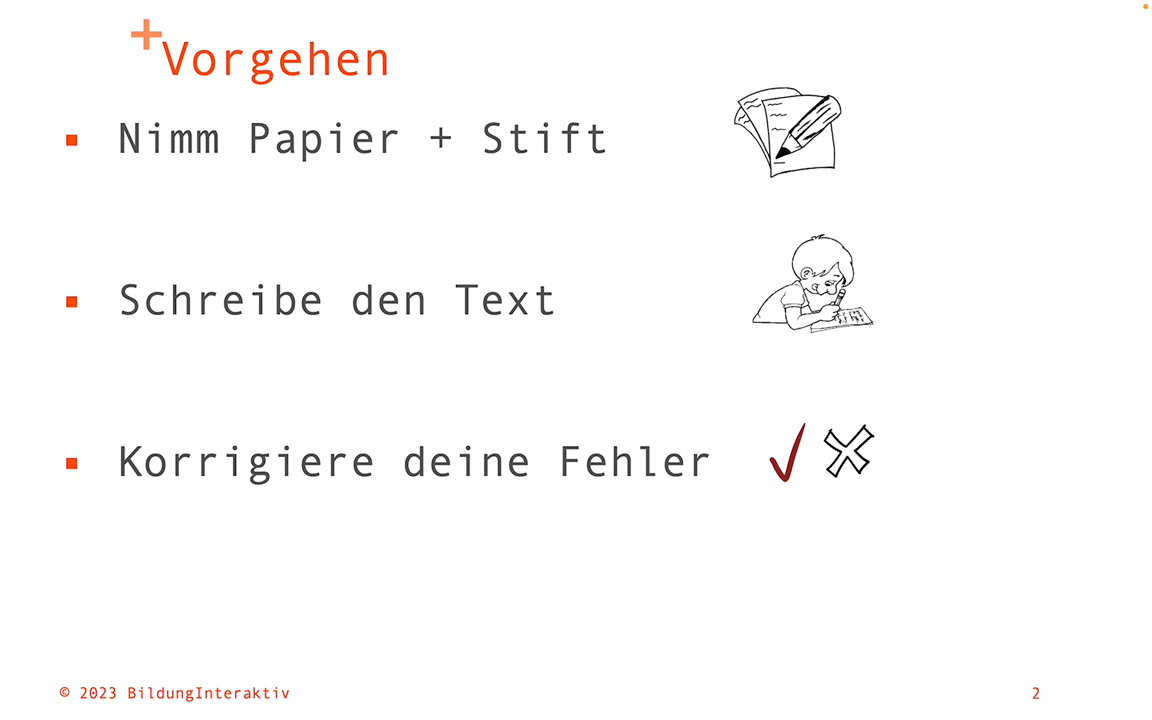 Vorgehen
Nimm Papier + Stift
Schreibe den Text
Korrigiere deine Fehler
© 2023 BildungInteraktiv
2